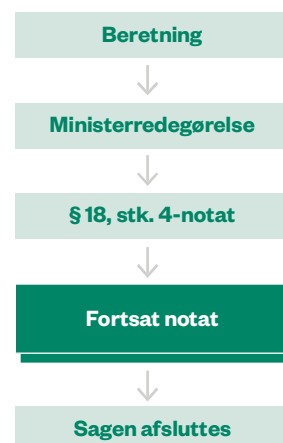 Beretning
Ministerredegørelse
§ 18, stk. 4-notat
Fortsat notat
Sagen afsluttes